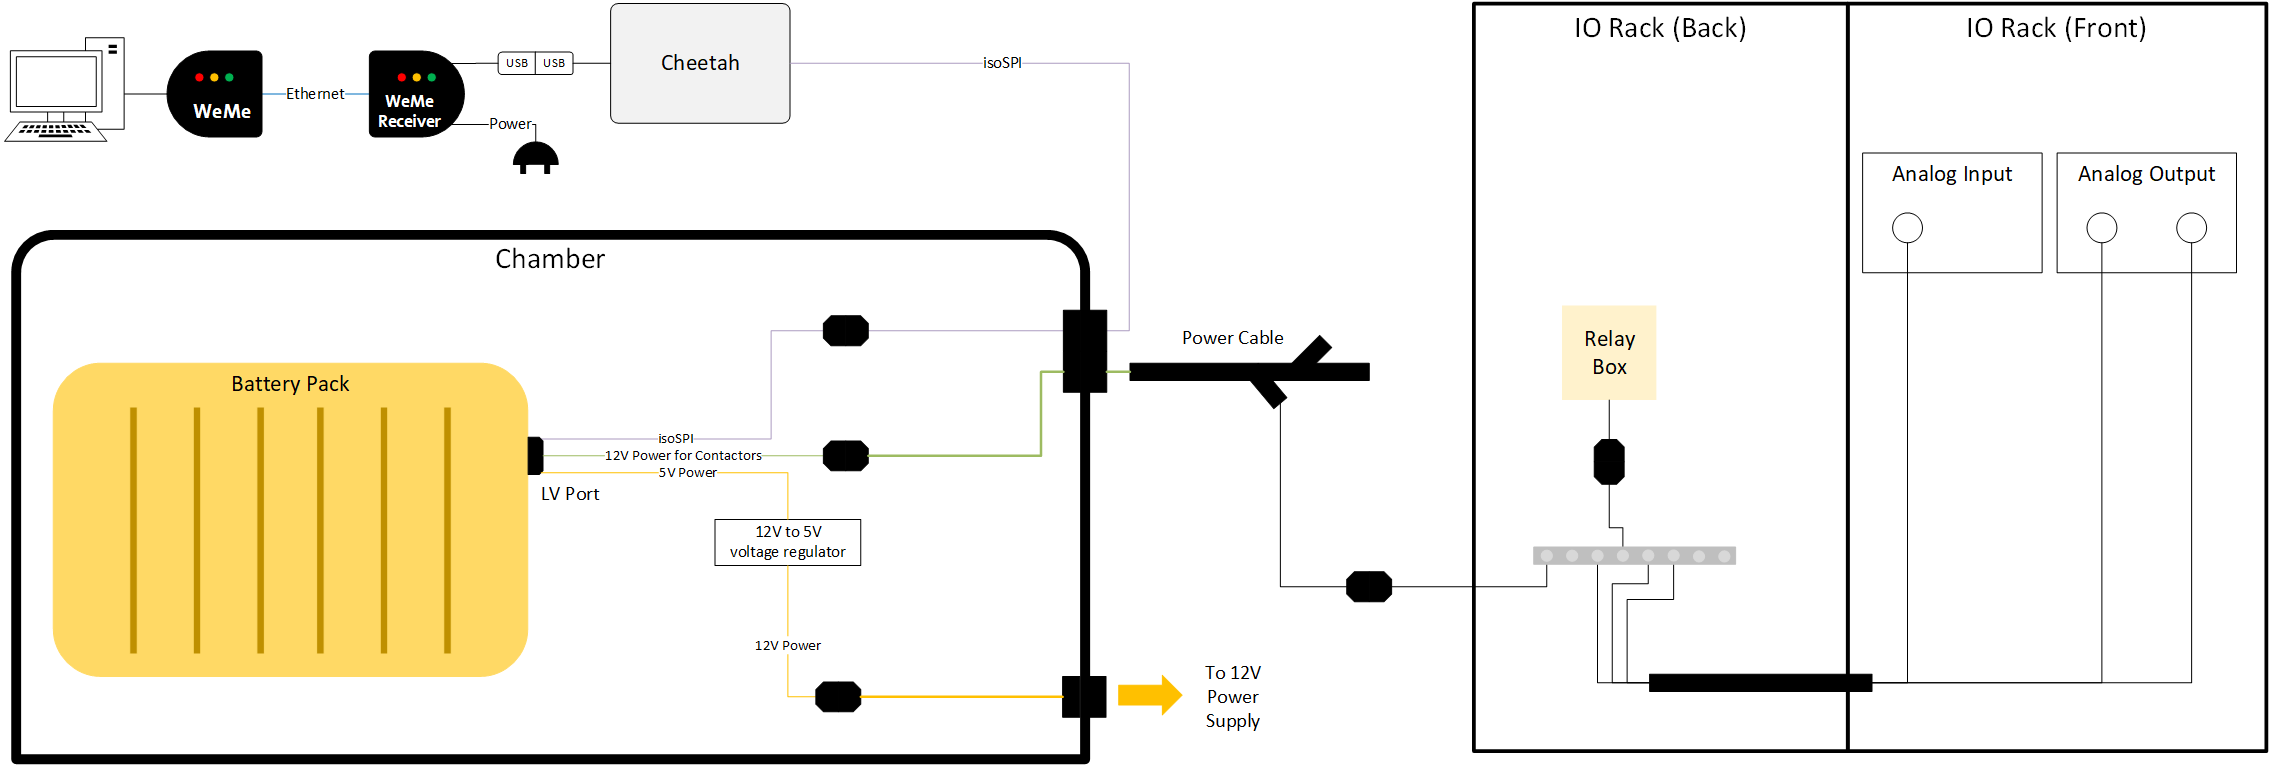 IO Rack (Back)
IO Rack (Front)
USB
USB
Cheetah
isoSPI
WeMe
Ethernet
WeMe
Receiver
Power
Analog Input
Analog Output
Chamber
Power Cable
Relay
Box
Battery Pack
isoSPI
12V Power for Contactors
5V Power
LV Port
12V to 5V
voltage regulator
12V Power
To 12V
Power
Supply